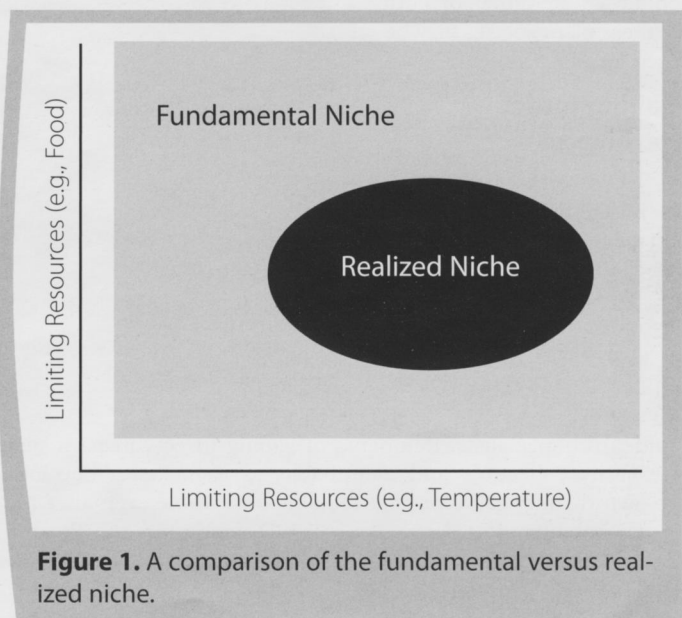 Limiting Resources (e.g., Food)
Fundamental Niche
Realized Niche
Limiting Resources (e.g., Temperature)
Figure 1. A comparison of the fundamental versus real-
ized niche.